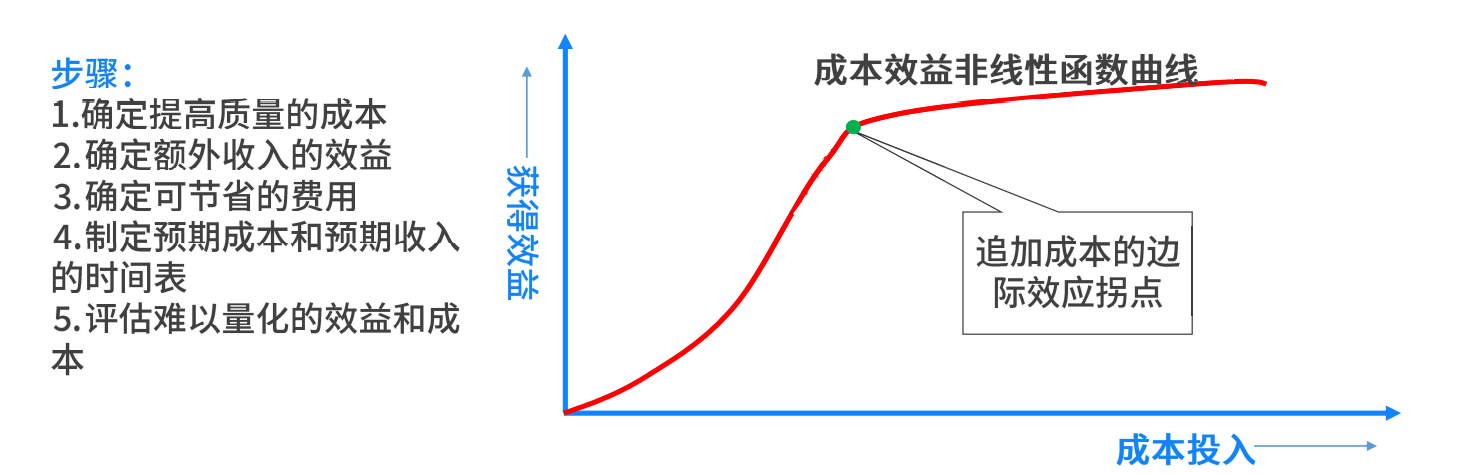 步骤：
1.确定提高质量的成本
2.确定额外收入的效益
3.确定可节省的费用
4.制定预期成本和预期收入
的时间表
5.评估难以量化的效益和成
本
获得效益
成本效益非线性函数曲线
追加成本的边
际效应拐点
成本投入